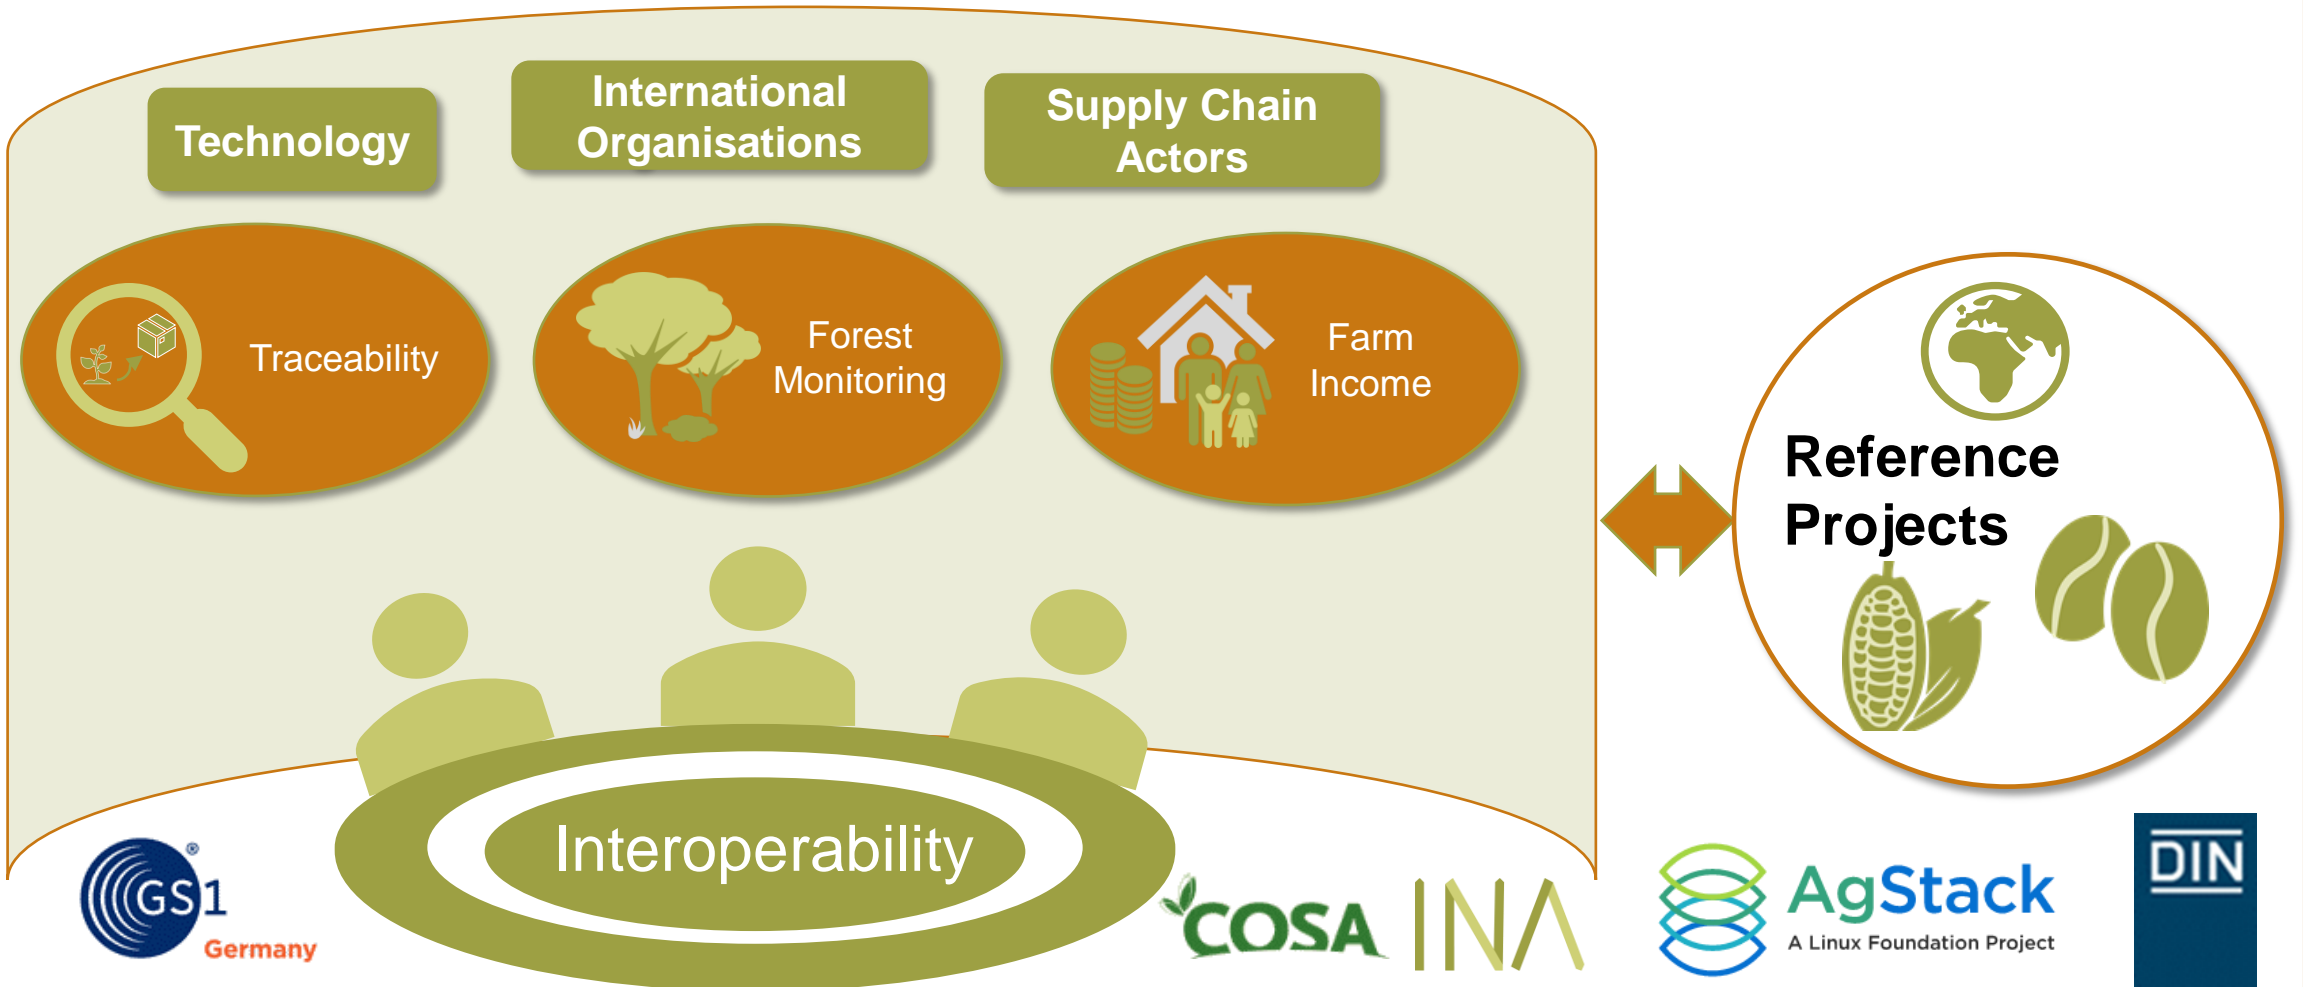 Technology
International
Organisations
Supply Chain
Actors
Traceability
Forest
Monitoring
Farm
Income
Reference
Projects
Interoperability
GS1
®
Germany
COSA
INA
AgStack
A Linux Foundation Project
DIN